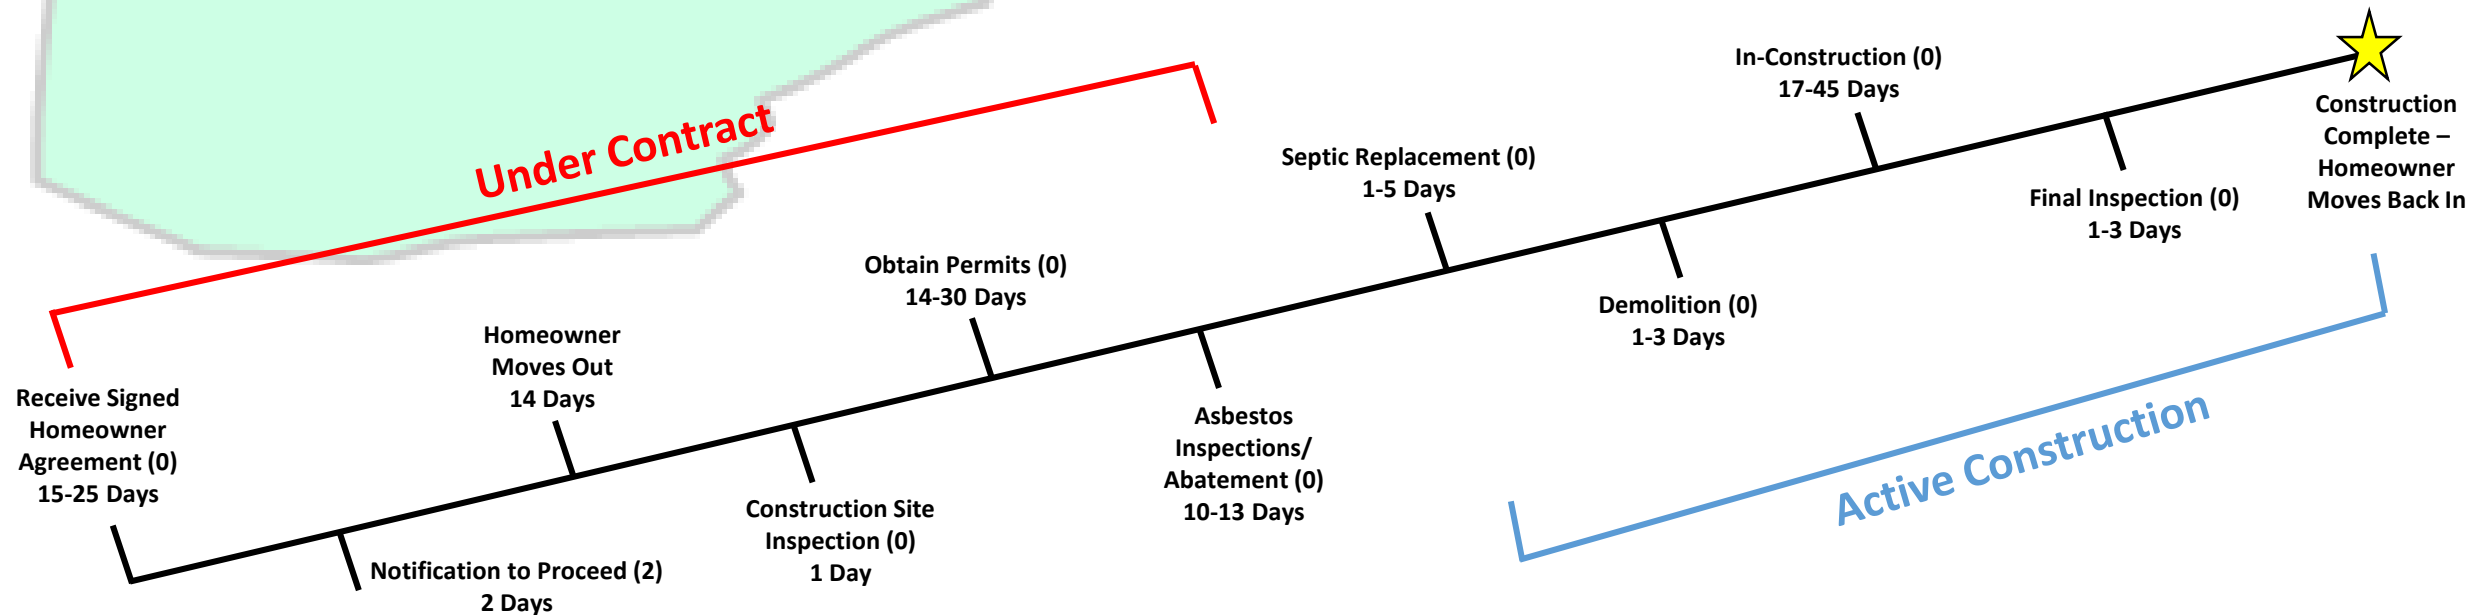 Under Contract
Receive Signed
Homeowner
Agreement (0)
15-25 Days
Notification to Proceed (2)
2 Days
Homeowner
Moves Out
14 Days
Construction Site
Inspection (0)
1 Day
Obtain Permits (0)
14-30 Days
Asbestos
Inspections/
Abatement (0)
10-13 Days
Septic Replacement (0)
1-5 Days
Demolition (0)
1-3 Days
In-Construction (0)
17-45 Days
Final Inspection (0)
1-3 Days
Construction
Complete –
Homeowner
Moves Back In
Active Construction